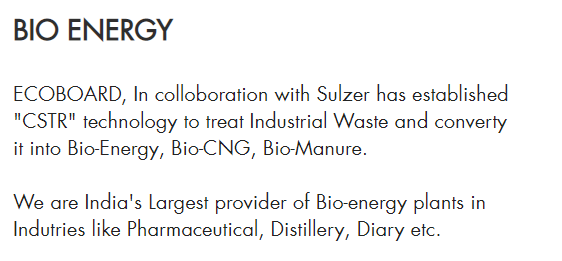 BIO ENERGY
ECOBOARD, In colloboration with Sulzer has established
"CSTR" technology to treat Industrial Waste and converty
it into Bio-Energy, Bio-CNG, Bio-Manure.
We are India's Largest provider of Bio-energy plants in
Indutries like Pharmaceutical, Distillery, Diary etc.